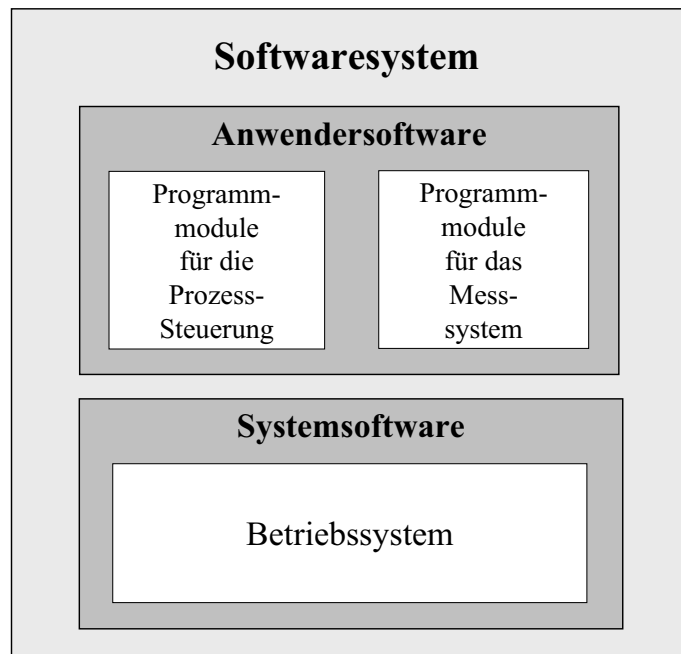 Softwaresystem
Anwendersoftware
Programm-
module
für die
Prozess-
Steuerung
Programm-
module
für das
Mess-
system
Systemsoftware
Betriebssystem